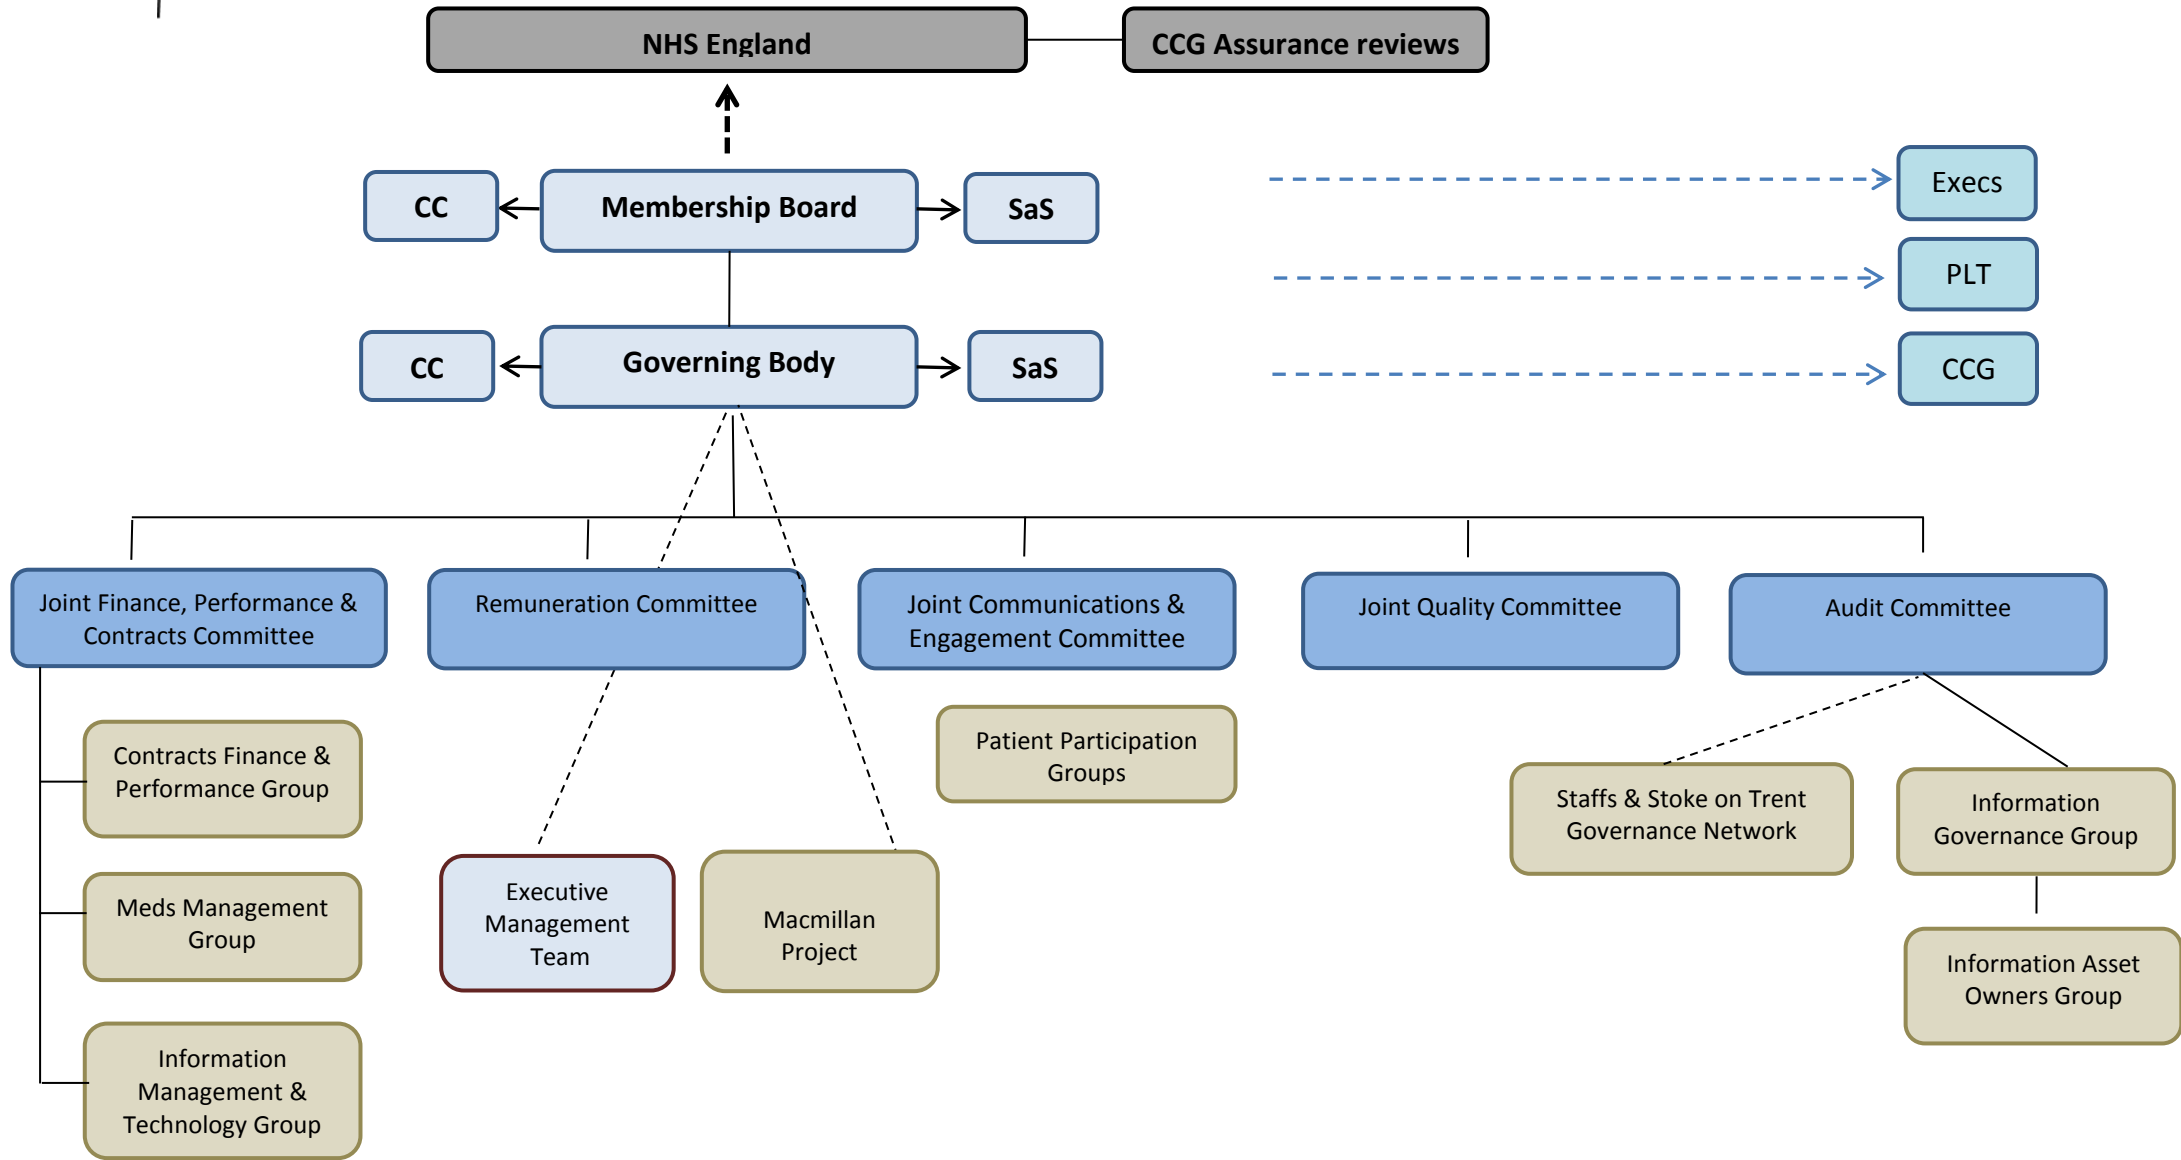 NHS England
CCG Assurance reviews
Execs
CC
Membership Board
SaS
PLT
CC
Governing Body
SaS
CCG
Joint Finance, Performance &
Contracts Committee
Remuneration Committee
Joint Communications &
Engagement Committee
Joint Quality Committee
Audit Committee
Contracts Finance &
Performance Group
Patient Participation
Groups
Staffs & Stoke on Trent
Governance Network
Information
Governance Group
Meds Management
Group
Executive
Management
Team
Macmillan
Project
Information Asset
Owners Group
Information
Management &
Technology Group